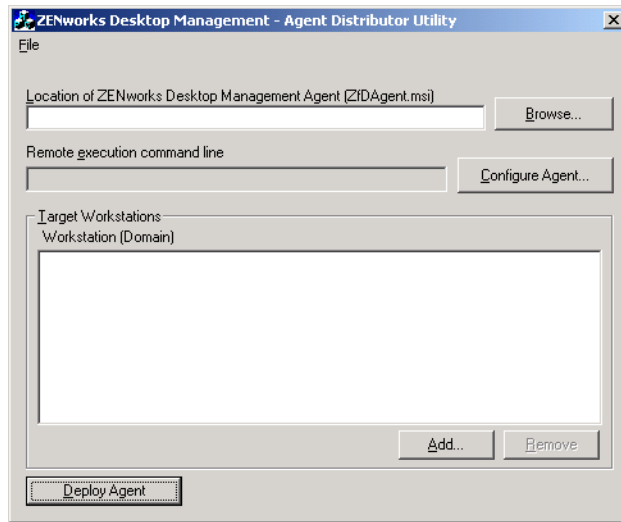 ZENworks Desktop Management - Agent Distributor Utility
File
Location of ZENworks Desktop Management Agent (ZfDAgent.msi)
Browse...
Remote execution command line
Configure Agent...
Target Workstations
Workstation (Domain)
Add...
Remove
Deploy Agent